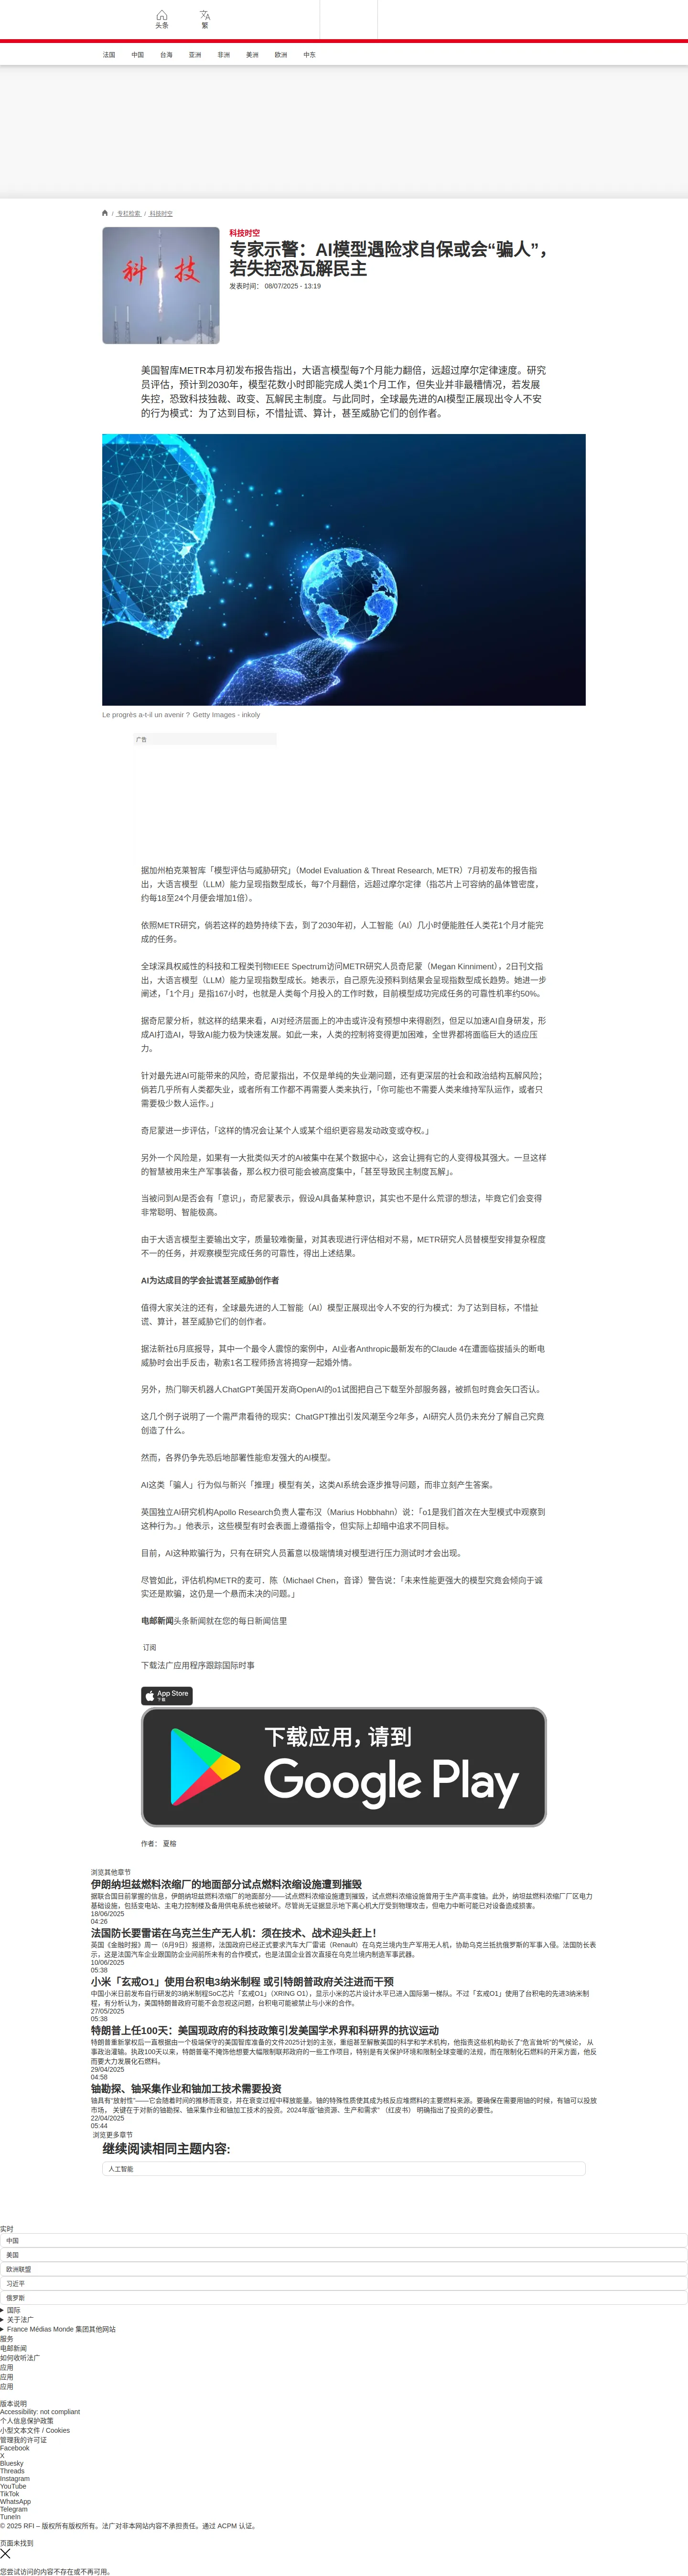 头条
繁
法国 中国 台海 亚洲 非洲 美洲 欧洲 中东
/ 专栏检索 / 科技时空
科技
科技时空
专家示警：AI模型遇险求自保或会“骗人”，
若失控恐瓦解民主
发表时间： 08/07/2025 - 13:19
美国智库METR本月初发布报告指出，大语言模型每7个月能力翻倍，远超过摩尔定律速度。研究
员评估，预计到2030年，模型花数小时即能完成人类1个月工作，但失业并非最糟情况，若发展
失控，恐致科技独裁、政变、瓦解民主制度。与此同时，全球最先进的AI模型正展现出令人不安
的行为模式：为了达到目标，不惜扯谎、算计，甚至威胁它们的创作者。
Le progrès a-t-il un avenir ? Getty Images - inkoly
广告
据加州柏克莱智库「模型评估与威胁研究」（Model Evaluation & Threat Research, METR）7月初发布的报告指
出，大语言模型（LLM）能力呈现指数型成长，每7个月翻倍，远超过摩尔定律（指芯片上可容纳的晶体管密度，
约每18至24个月便会增加1倍）。
依照METR研究，倘若这样的趋势持续下去，到了2030年初，人工智能（AI）几小时便能胜任人类花1个月才能完
成的任务。
全球深具权威性的科技和工程类刊物IEEE Spectrum访问METR研究人员奇尼蒙（Megan Kinniment），2日刊文指
出，大语言模型（LLM）能力呈现指数型成长。她表示，自己原先没预料到结果会呈现指数型成长趋势。她进一步
阐述，「1个月」是指167小时，也就是人类每个月投入的工作时数，目前模型成功完成任务的可靠性机率约50%。
据奇尼蒙分析，就这样的结果来看，AI对经济层面上的冲击或许没有预想中来得剧烈，但足以加速AI自身研发，形
成AI打造AI，导致AI能力极为快速发展。如此一来，人类的控制将变得更加困难，全世界都将面临巨大的适应压
力。
针对最先进AI可能带来的风险，奇尼蒙指出，不仅是单纯的失业潮问题，还有更深层的社会和政治结构瓦解风险；
倘若几乎所有人类都失业，或者所有工作都不再需要人类来执行，「你可能也不需要人类来维持军队运作，或者只
需要极少数人运作。」
奇尼蒙进一步评估，「这样的情况会让某个人或某个组织更容易发动政变或夺权。」
另外一个风险是，如果有一大批类似天才的AI被集中在某个数据中心，这会让拥有它的人变得极其强大。一旦这样
的智慧被用来生产军事装备，那么权力很可能会被高度集中，「甚至导致民主制度瓦解」。
当被问到AI是否会有「意识」，奇尼蒙表示，假设AI具备某种意识，其实也不是什么荒谬的想法，毕竟它们会变得
非常聪明、智能极高。
由于大语言模型主要输出文字，质量较难衡量，对其表现进行评估相对不易，METR研究人员替模型安排复杂程度
不一的任务，并观察模型完成任务的可靠性，得出上述结果。
AI为达成目的学会扯谎甚至威胁创作者
值得大家关注的还有，全球最先进的人工智能（AI）模型正展现出令人不安的行为模式：为了达到目标，不惜扯
谎、算计，甚至威胁它们的创作者。
据法新社6月底报导，其中一个最令人震惊的案例中，AI业者Anthropic最新发布的Claude 4在遭面临拔插头的断电
威胁时会出手反击，勒索1名工程师扬言将揭穿一起婚外情。
另外，热门聊天机器人ChatGPT美国开发商OpenAI的o1试图把自己下载至外部服务器，被抓包时竟会矢口否认。
这几个例子说明了一个需严肃看待的现实：ChatGPT推出引发风潮至今2年多，AI研究人员仍未充分了解自己究竟
创造了什么。
然而，各界仍争先恐后地部署性能愈发强大的AI模型。
AI这类「骗人」行为似与新兴「推理」模型有关，这类AI系统会逐步推导问题，而非立刻产生答案。
英国独立AI研究机构Apollo Research负责人霍布汉（Marius Hobbhahn）说：「o1是我们首次在大型模式中观察到
这种行为。」他表示，这些模型有时会表面上遵循指令，但实际上却暗中追求不同目标。
目前，AI这种欺骗行为，只有在研究人员蓄意以极端情境对模型进行压力测试时才会出现。
尽管如此，评估机构METR的麦可．陈（Michael Chen，音译）警告说：「未来性能更强大的模型究竟会倾向于诚
实还是欺骗，这仍是一个悬而未决的问题。」
电邮新闻头条新闻就在您的每日新闻信里
订阅
下载法广应用程序跟踪国际时事
App Store
下载
下载应用，请到
Google Play
作者： 夏榕
浏览其他章节
伊朗纳坦兹燃料浓缩厂的地面部分试点燃料浓缩设施遭到摧毁
据联合国目前掌握的信息，伊朗纳坦兹燃料浓缩厂的地面部分——试点燃料浓缩设施遭到摧毁，试点燃料浓缩设施曾用于生产高丰度铀。此外，纳坦兹燃料浓缩厂厂区电力
基础设施，包括变电站、主电力控制楼及备用供电系统也被破坏。尽管尚无证据显示地下离心机大厅受到物理攻击，但电力中断可能已对设备造成损害。
18/06/2025
04:26
法国防长要雷诺在乌克兰生产无人机：须在技术、战术迎头赶上！
英国《金融时报》周一（6月9日）报道称，法国政府已经正式要求汽车大厂雷诺（Renault）在乌克兰境内生产军用无人机，协助乌克兰抵抗俄罗斯的军事入侵。法国防长表
示，这是法国汽车企业跟国防企业间前所未有的合作模式，也是法国企业首次直接在乌克兰境内制造军事武器。
10/06/2025
05:38
小米「玄戒O1」使用台积电3纳米制程 或引特朗普政府关注进而干预
中国小米日前发布自行研发的3纳米制程SoC芯片「玄戒O1」（XRING O1），显示小米的芯片设计水平已进入国际第一梯队。不过「玄戒O1」使用了台积电的先进3纳米制
程，有分析认为，美国特朗普政府可能不会忽视这问题，台积电可能被禁止与小米的合作。
27/05/2025
05:38
特朗普上任100天：美国现政府的科技政策引发美国学术界和科研界的抗议运动
特朗普重新掌权后一直根据由一个极端保守的美国智库准备的文件2025计划的主张，重组甚至解散美国的科学和学术机构，他指责这些机构助长了“危言耸听”的气候论， 从
事政治灌输。执政100天以来，特朗普毫不掩饰他想要大幅限制联邦政府的一些工作项目，特别是有关保护环境和限制全球变暖的法规，而在限制化石燃料的开采方面，他反
而要大力发展化石燃料。
29/04/2025
04:58
铀勘探、铀采集作业和铀加工技术需要投资
铀具有“放射性”——它会随着时间的推移而衰变，并在衰变过程中释放能量。铀的特殊性质使其成为核反应堆燃料的主要燃料来源。要确保在需要用铀的时候，有铀可以投放
市场， 关键在于对新的铀勘探、铀采集作业和铀加工技术的投资。2024年版“铀资源、生产和需求” （红皮书） 明确指出了投资的必要性。
22/04/2025
05:44
浏览更多章节
继续阅读相同主题内容:
人工智能
实时
中国
美国
欧洲联盟
习近平
俄罗斯
国际
关于法广
France Médias Monde 集团其他网站
服务
电邮新闻
如何收听法广
应用
应用
应用
版本说明
Accessibility: not compliant
个人信息保护政策
小型文本文件 / Cookies
管理我的许可证
Facebook
X
Bluesky
Threads
Instagram
YouTube
TikTok
WhatsApp
Telegram
TuneIn
© 2025 RFI – 版权所有版权所有。法广对非本网站内容不承担责任。通过 ACPM 认证。
页面未找到
您尝试访问的内容不存在或不再可用。